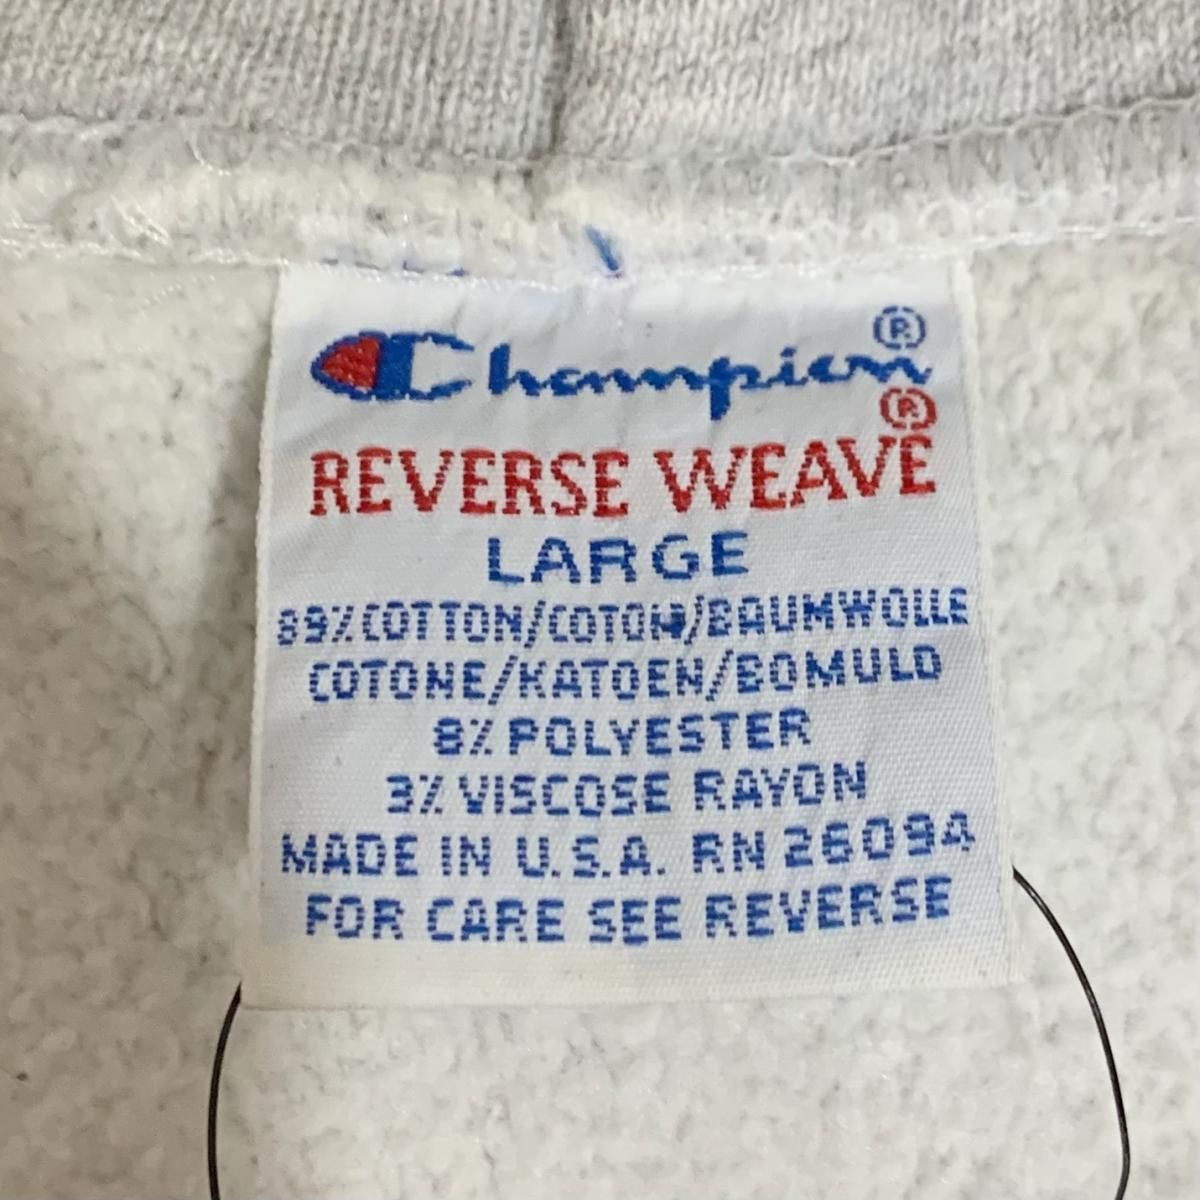 Champion®
REVERSE WEAVE®
LARGE
89% COTTON/COTON/BAUMWOLLE
COTONE/KATOEN/BOMULD
8% POLYESTER
3% VISCOSE RAYON
MADE IN U.S.A. RN 26094
FOR CARE SEE REVERSE